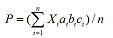 P = (∑_{i=1}^{n} X_i a_i b_i c_i) / n